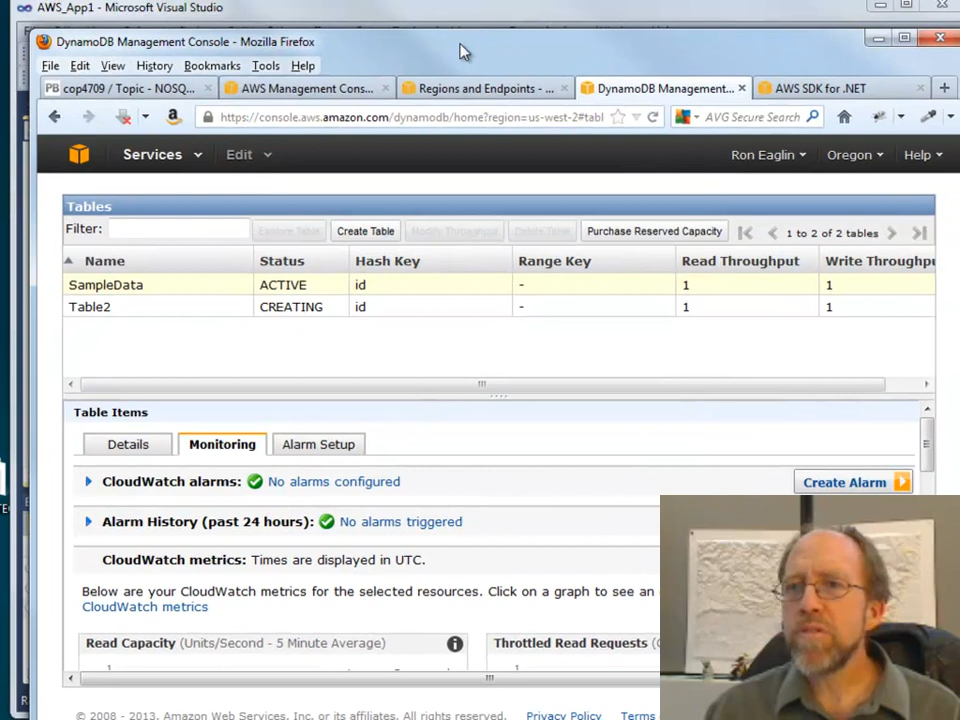 AWS_App1 - Microsoft Visual Studio
DynamoDB Management Console - Mozilla Firefox
File Edit View History Bookmarks Tools Help
cop4709 / Topic - NOSQ... AWS Management Cons... Regions and Endpoints - ... DynamoDB Management... AWS SDK for .NET
https://console.aws.amazon.com/dynamodb/home?region=us-west-2#tabl AVG Secure Search
Services Edit Ron Eaglin Oregon Help
Tables
Filter: Explore Table Create Table Modify Throughput Delete Table Purchase Reserved Capacity 1 to 2 of 2 tables
Name Status Hash Key Range Key Read Throughput Write Throughpu
SampleData ACTIVE id - 1 1
Table2 CREATING id - 1 1
Table Items
Details Monitoring Alarm Setup
CloudWatch alarms: No alarms configured Create Alarm
Alarm History (past 24 hours): No alarms triggered
CloudWatch metrics: Times are displayed in UTC.
Below are your CloudWatch metrics for the selected resources. Click on a graph to see an
CloudWatch metrics
Read Capacity (Units/Second - 5 Minute Average) Throttled Read Requests (
© 2008 - 2013, Amazon Web Services, Inc. or its affiliates. All rights reserved. Privacy Policy Terms